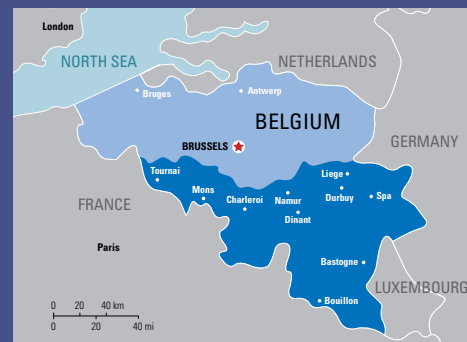 London
NORTH SEA
NETHERLANDS
Bruges
Antwerp
BELGIUM
BRUSSELS
GERMANY
Tournai
Liege
Mons
Charleroi
Namur
Durbuy
Spa
FRANCE
Dinant
Paris
Bastogne
LUXEMBOURG
Bouillon
0 20 40 km
0 20 40 mi